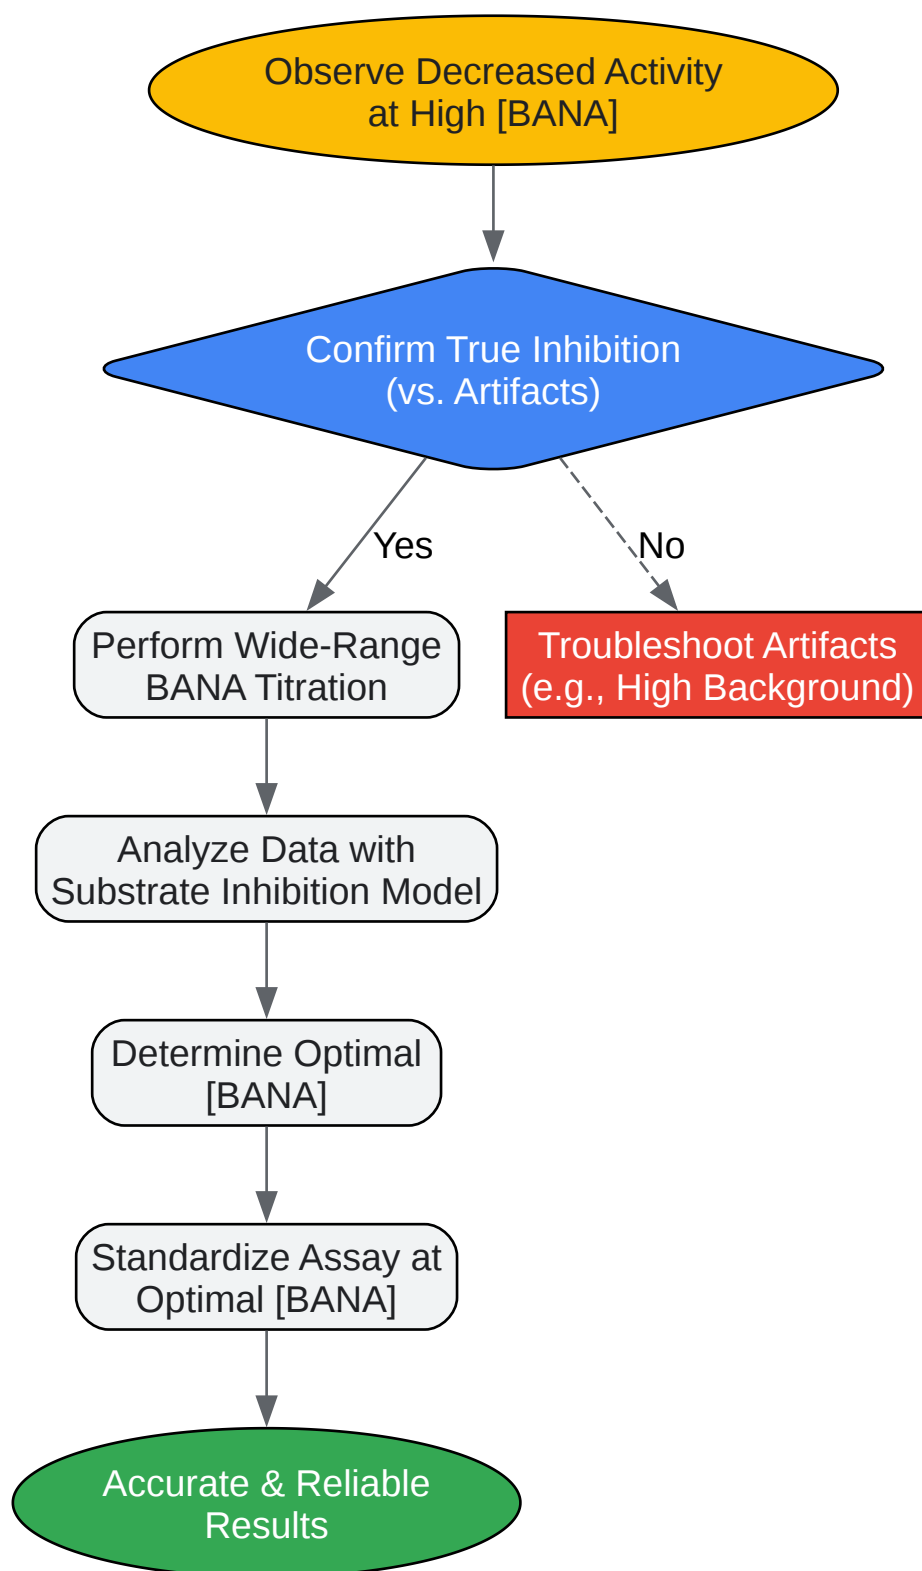 Observe Decreased Activity
at High [BANA]
Confirm True Inhibition
(vs. Artifacts)
Yes
No
Perform Wide-Range
BANA Titration
Troubleshoot Artifacts
(e.g., High Background)
Analyze Data with
Substrate Inhibition Model
Determine Optimal
[BANA]
Standardize Assay at
Optimal [BANA]
Accurate & Reliable
Results